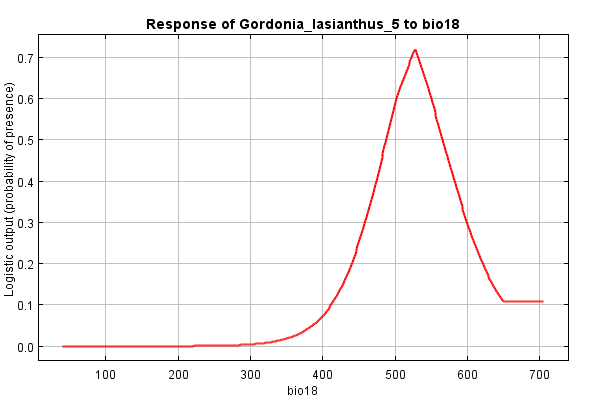 Response of Gordonia_lasianthus_5 to bio18
Logistic output (probability of presence)
0.7
0.6
0.5
0.4
0.3
0.2
0.1
0.0
100 200 300 400 500 600 700
bio18